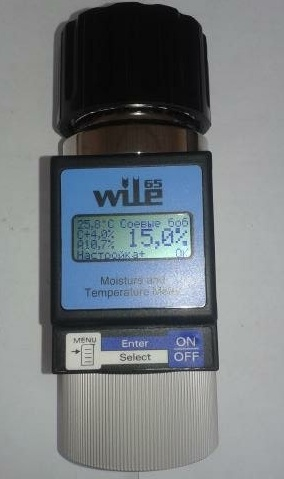 wile 65
25,8°C Соевые боб
C+4,0% 15,0%
A10,7%
Настройка+ OK
Moisture and
Temperature Meter
MENU
Enter
Select
ON
OFF